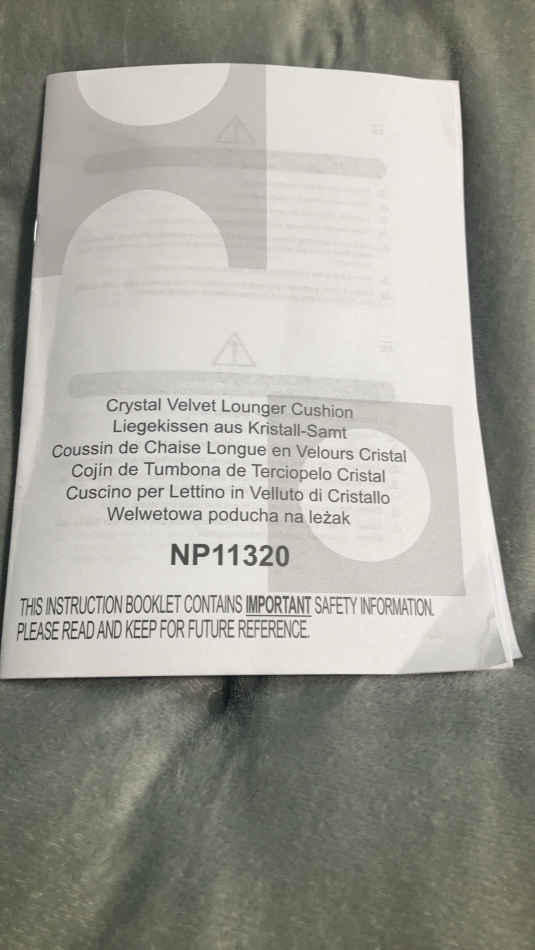 Crystal Velvet Lounger Cushion
Liegekissen aus Kristall-Samt
Coussin de Chaise Longue en Velours Cristal
Cojín de Tumbona de Terciopelo Cristal
Cuscino per Lettino in Velluto di Cristallo
Welwetowa poducha na leżak
NP11320
THIS INSTRUCTION BOOKLET CONTAINS IMPORTANT SAFETY INFORMATION.
PLEASE READ AND KEEP FOR FUTURE REFERENCE.